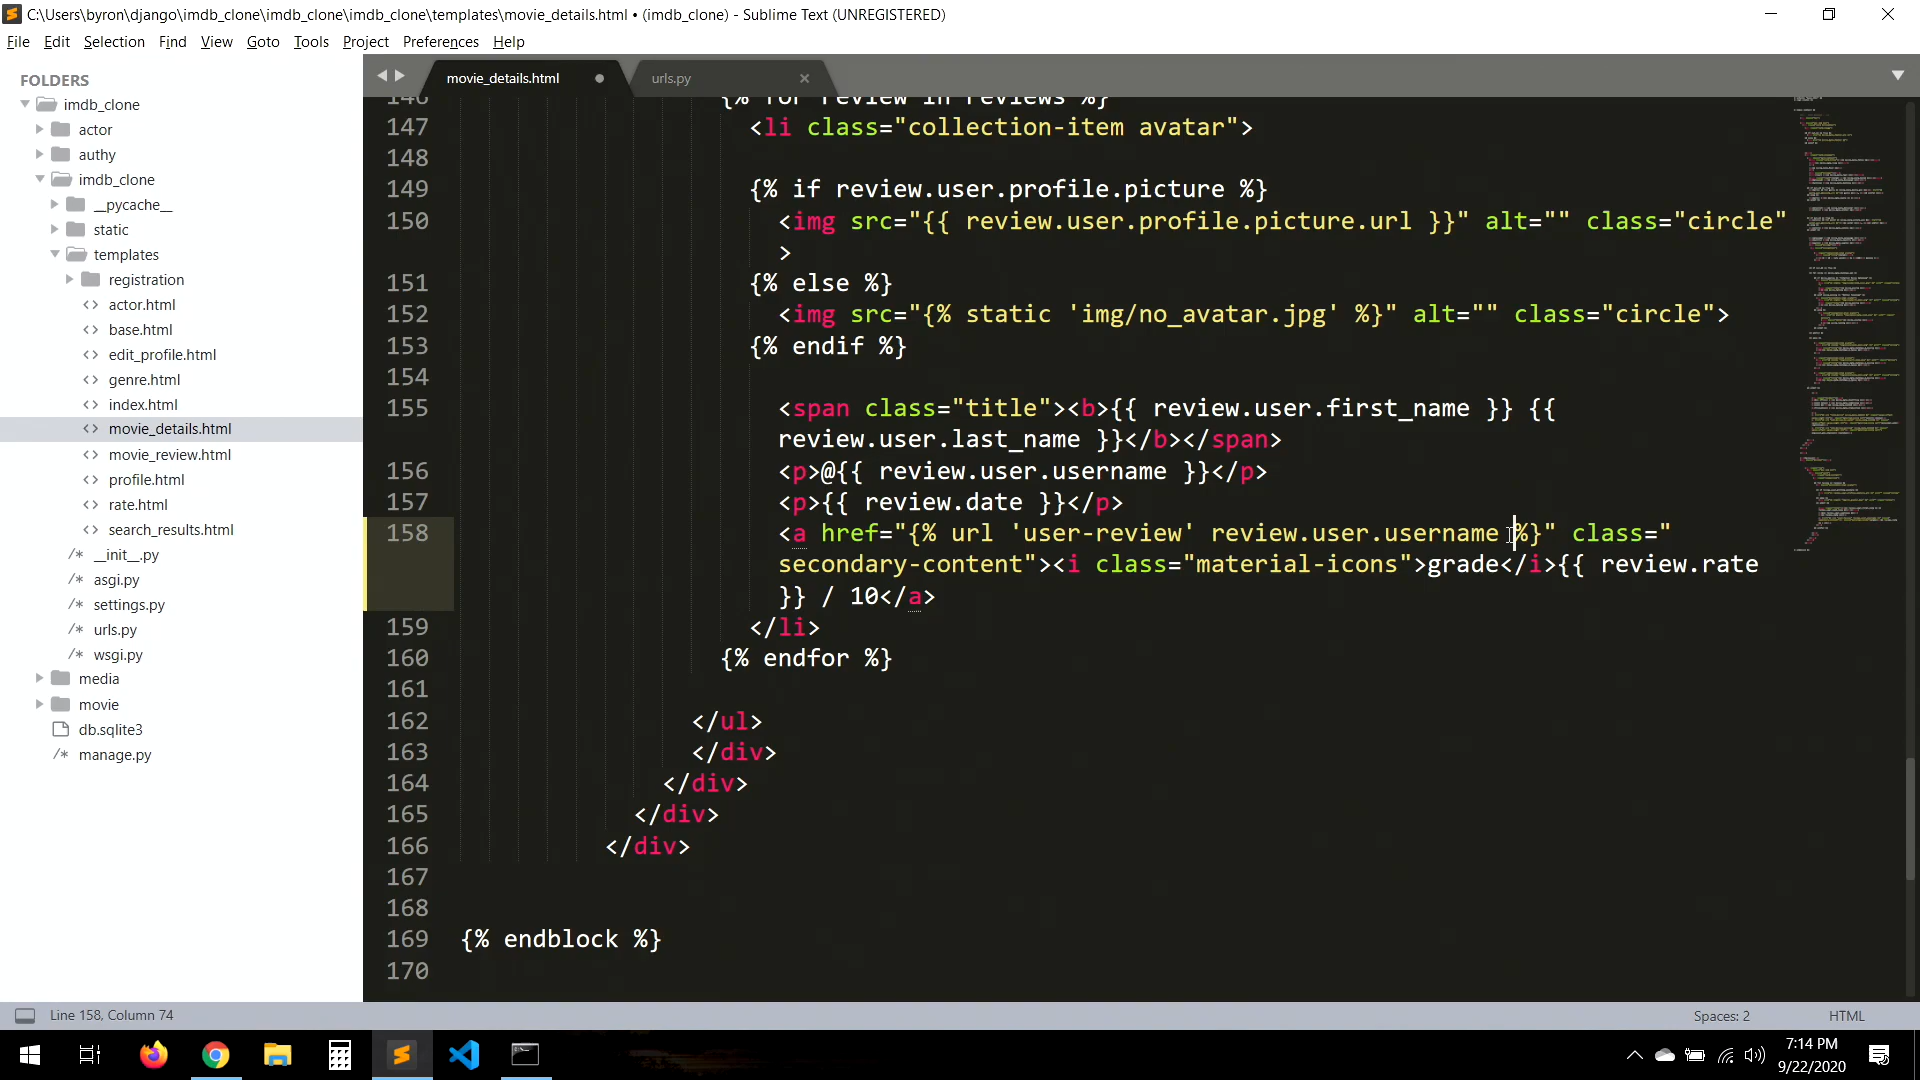 C:\Users\byron\django\imdb_clone\imdb_clone\imdb_clone\templates\movie_details.html • (imdb_clone) - Sublime Text (UNREGISTERED)
File Edit Selection Find View Goto Tools Project Preferences Help
movie_details.html
urls.py
FOLDERS
imdb_clone
actor
authy
imdb_clone
__pycache__
static
templates
registration
actor.html
base.html
edit_profile.html
genre.html
index.html
movie_details.html
movie_review.html
profile.html
rate.html
search_results.html
__init__.py
asgi.py
settings.py
urls.py
wsgi.py
media
movie
db.sqlite3
manage.py
146 {% for review in reviews %}
147 <li class="collection-item avatar">
148
149 {% if review.user.profile.picture %}
150 <img src="{{ review.user.profile.picture.url }}" alt="" class="circle"
>
151 {% else %}
152 <img src="{% static 'img/no_avatar.jpg' %}" alt="" class="circle">
153 {% endif %}
154
155 <span class="title"><b>{{ review.user.first_name }} {{
review.user.last_name }}</b></span>
156 <p>@{{ review.user.username }}</p>
157 <p>{{ review.date }}</p>
158 <a href="{% url 'user-review' review.user.username %}" class="
secondary-content"><i class="material-icons">grade</i>{{ review.rate
}} / 10</a>
159 </li>
160 {% endfor %}
161
162 </ul>
163 </div>
164 </div>
165 </div>
166 </div>
167
168
169 {% endblock %}
170
Line 158, Column 74
Spaces: 2
HTML
7:14 PM
9/22/2020